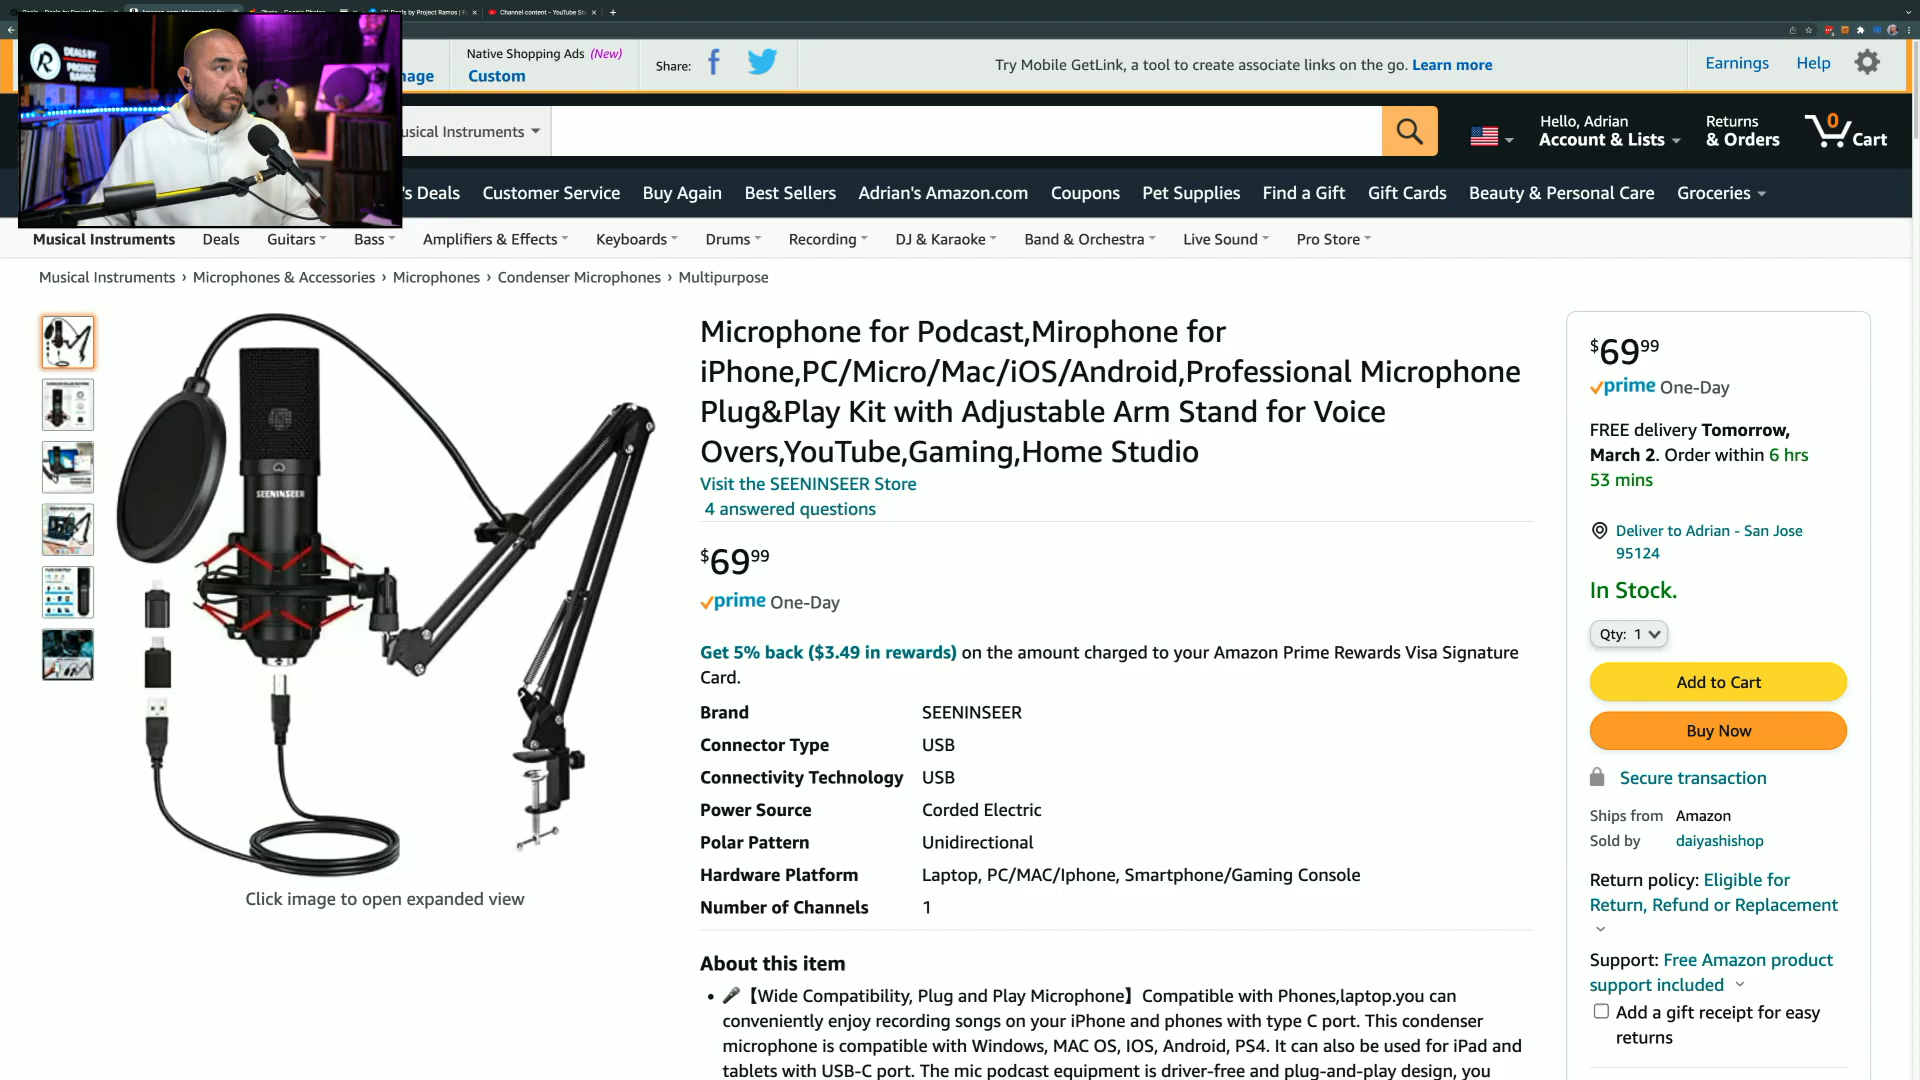 (1) Deals by Project Ramos |
Channel content - YouTube St
DEALS BY
PROJECT
RAMOS
Native Shopping Ads (New)
Custom
Share:
Try Mobile GetLink, a tool to create associate links on the go. Learn more
Earnings
Help
usical Instruments
Hello, Adrian
Account & Lists
Returns
& Orders
0
Cart
's Deals
Customer Service
Buy Again
Best Sellers
Adrian's Amazon.com
Coupons
Pet Supplies
Find a Gift
Gift Cards
Beauty & Personal Care
Groceries
Musical Instruments
Deals
Guitars
Bass
Amplifiers & Effects
Keyboards
Drums
Recording
DJ & Karaoke
Band & Orchestra
Live Sound
Pro Store
Musical Instruments › Microphones & Accessories › Microphones › Condenser Microphones › Multipurpose
SEENINSEER
Click image to open expanded view
Microphone for Podcast,Mirophone for
iPhone,PC/Micro/Mac/iOS/Android,Professional Microphone
Plug&Play Kit with Adjustable Arm Stand for Voice
Overs,YouTube,Gaming,Home Studio
Visit the SEENINSEER Store
4 answered questions
$69 99
prime One-Day
Get 5% back ($3.49 in rewards) on the amount charged to your Amazon Prime Rewards Visa Signature
Card.
Brand SEENINSEER
Connector Type USB
Connectivity Technology USB
Power Source Corded Electric
Polar Pattern Unidirectional
Hardware Platform Laptop, PC/MAC/Iphone, Smartphone/Gaming Console
Number of Channels 1
About this item
• 🎤【Wide Compatibility, Plug and Play Microphone】Compatible with Phones,laptop.you can
conveniently enjoy recording songs on your iPhone and phones with type C port. This condenser
microphone is compatible with Windows, MAC OS, IOS, Android, PS4. It can also be used for iPad and
tablets with USB-C port. The mic podcast equipment is driver-free and plug-and-play design, you
$69 99
prime One-Day
FREE delivery Tomorrow,
March 2. Order within 6 hrs
53 mins
Deliver to Adrian - San Jose
95124
In Stock.
Qty: 1
Add to Cart
Buy Now
Secure transaction
Ships from Amazon
Sold by daiyashishop
Return policy: Eligible for
Return, Refund or Replacement
Support: Free Amazon product
support included
Add a gift receipt for easy
returns